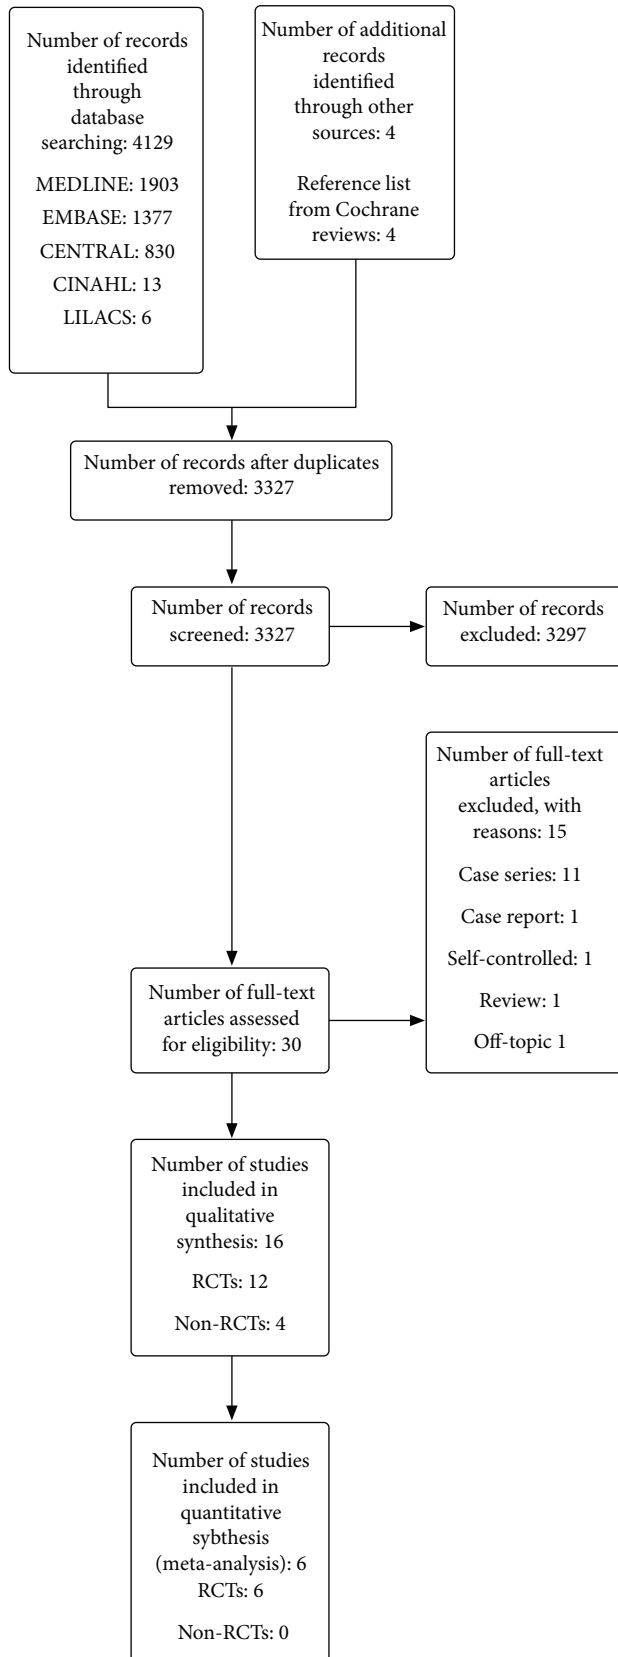 Number of records
identified
through
database
searching: 4129
MEDLINE: 1903
EMBASE: 1377
CENTRAL: 830
CINAHL: 13
LILACS: 6
Number of additional
records
identified
through other
sources: 4
Reference list
from Cochrane
reviews: 4
Number of records after duplicates
removed: 3327
Number of records
screened: 3327
Number of records
excluded: 3297
Number of full-text
articles
excluded, with
reasons: 15
Case series: 11
Case report: 1
Self-controlled: 1
Review: 1
Off-topic 1
Number of full-text
articles assessed
for eligibility: 30
Number of studies
included in
qualitative
synthesis: 16
RCTs: 12
Non-RCTs: 4
Number of studies
included in
quantitative
sybthesis
(meta-analysis): 6
RCTs: 6
Non-RCTs: 0